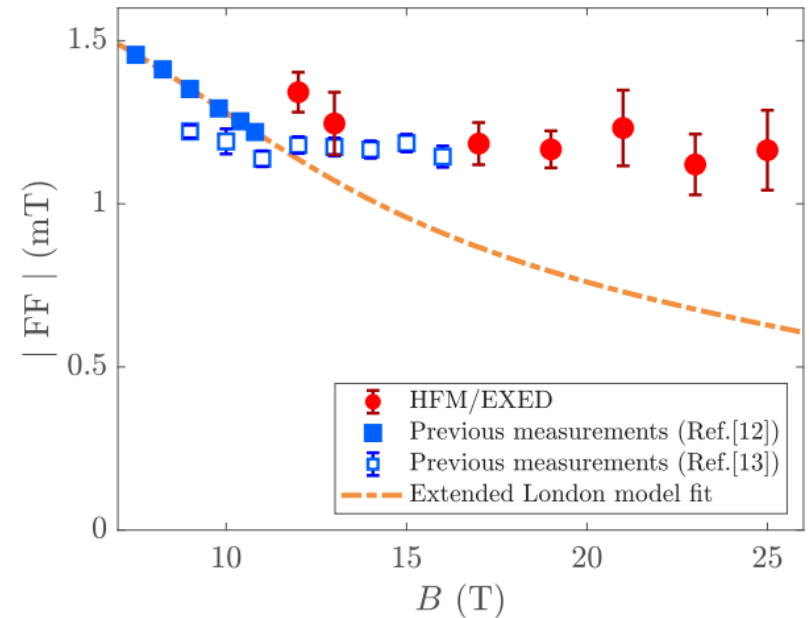 1.5
1
0.5
0
| FF | (mT)
HFM/EXED
Previous measurements (Ref.[12])
Previous measurements (Ref.[13])
Extended London model fit
10 15 20 25
B (T)